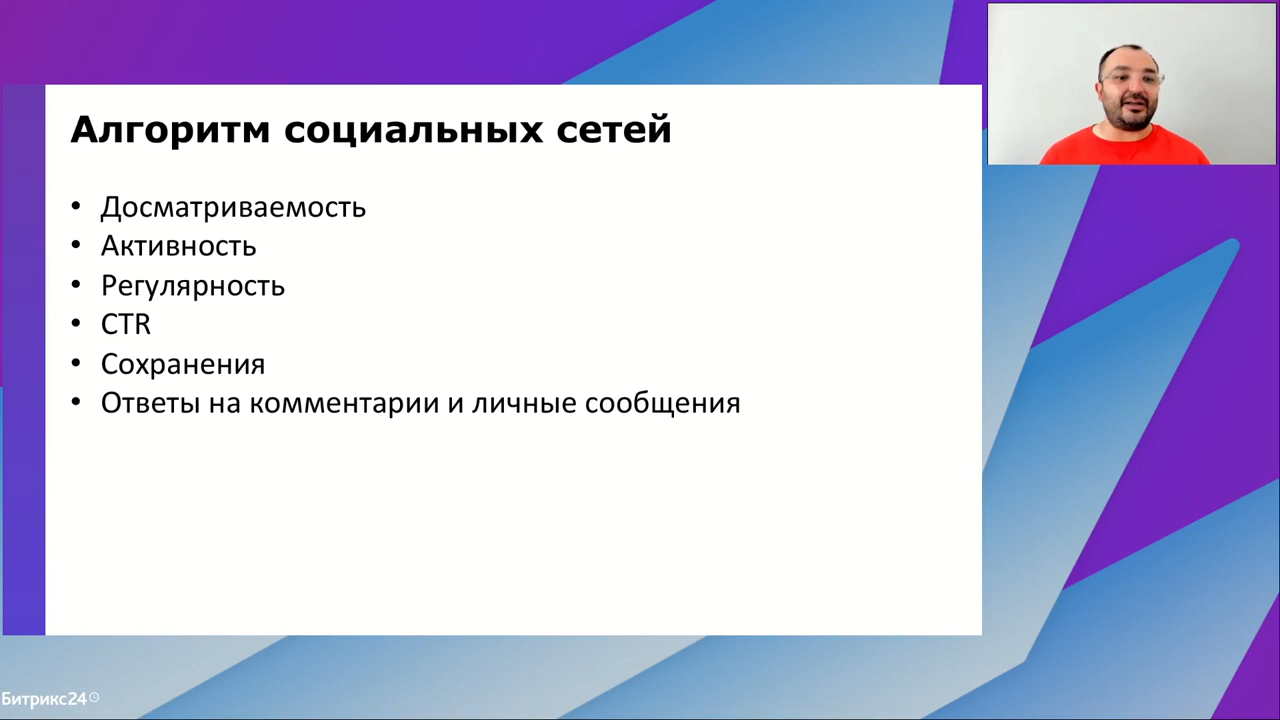 Алгоритм социальных сетей
• Досматриваемость
• Активность
• Регулярность
• CTR
• Сохранения
• Ответы на комментарии и личные сообщения
Битрикс24